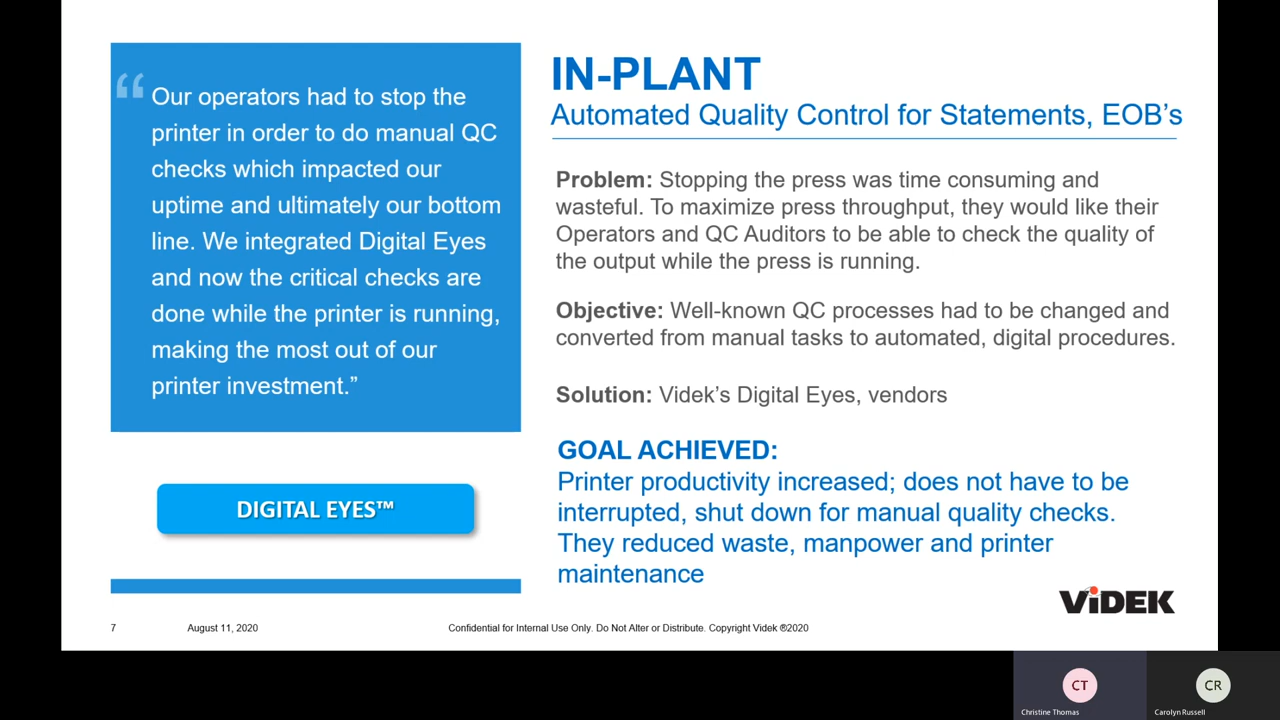 “
Our operators had to stop the
printer in order to do manual QC
checks which impacted our
uptime and ultimately our bottom
line. We integrated Digital Eyes
and now the critical checks are
done while the printer is running,
making the most out of our
printer investment.”
DIGITAL EYES™
IN-PLANT
Automated Quality Control for Statements, EOB’s
Problem: Stopping the press was time consuming and
wasteful. To maximize press throughput, they would like their
Operators and QC Auditors to be able to check the quality of
the output while the press is running.
Objective: Well-known QC processes had to be changed and
converted from manual tasks to automated, digital procedures.
Solution: Videk’s Digital Eyes, vendors
GOAL ACHIEVED:
Printer productivity increased; does not have to be
interrupted, shut down for manual quality checks.
They reduced waste, manpower and printer
maintenance
ViDEK
7
August 11, 2020
Confidential for Internal Use Only. Do Not Alter or Distribute. Copyright Videk ®2020
CT
Christine Thomas
CR
Carolyn Russell